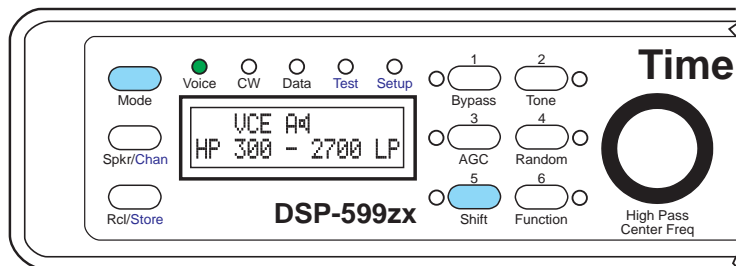 Time
Voice CW Data Test Setup
Mode
VCE A
HP 300 - 2700 LP
Spkr/Chan
Rcl/Store
DSP-599zx
1
Bypass
2
Tone
3
AGC
4
Random
5
Shift
6
Function
High Pass
Center Freq